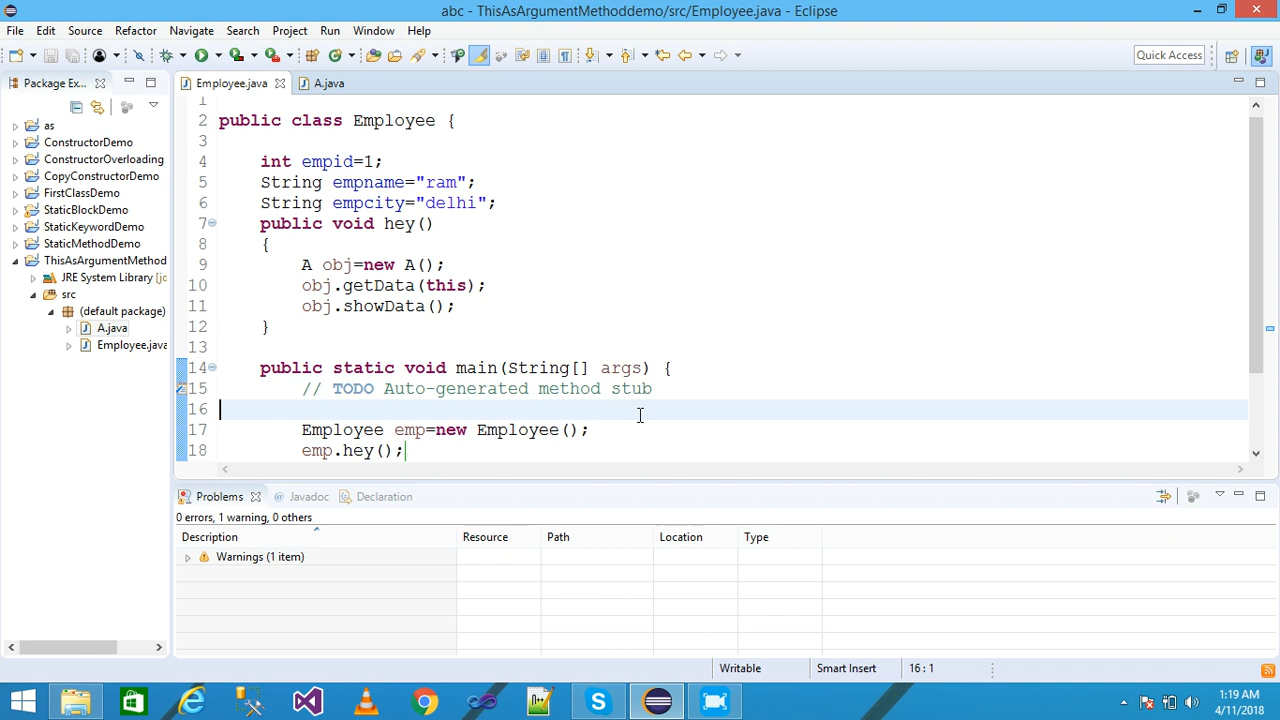 abc - ThisAsArgumentMethoddemo/src/Employee.java - Eclipse
File Edit Source Refactor Navigate Search Project Run Window Help
Quick Access
Package Ex...
Employee.java
A.java
as
ConstructorDemo
ConstructorOverloading
CopyConstructorDemo
FirstClassDemo
StaticBlockDemo
StaticKeywordDemo
StaticMethodDemo
ThisAsArgumentMethod
JRE System Library [jd
src
(default package)
A.java
Employee.java
1
2 public class Employee {
3
4 int empid=1;
5 String empname="ram";
6 String empcity="delhi";
7 public void hey()
8 {
9 A obj=new A();
10 obj.getData(this);
11 obj.showData();
12 }
13
14 public static void main(String[] args) {
15 // TODO Auto-generated method stub
16
17 Employee emp=new Employee();
18 emp.hey();
Problems @ Javadoc Declaration
0 errors, 1 warning, 0 others
Description Resource Path Location Type
Warnings (1 item)
Writable Smart Insert 16 : 1
1:19 AM
4/11/2018